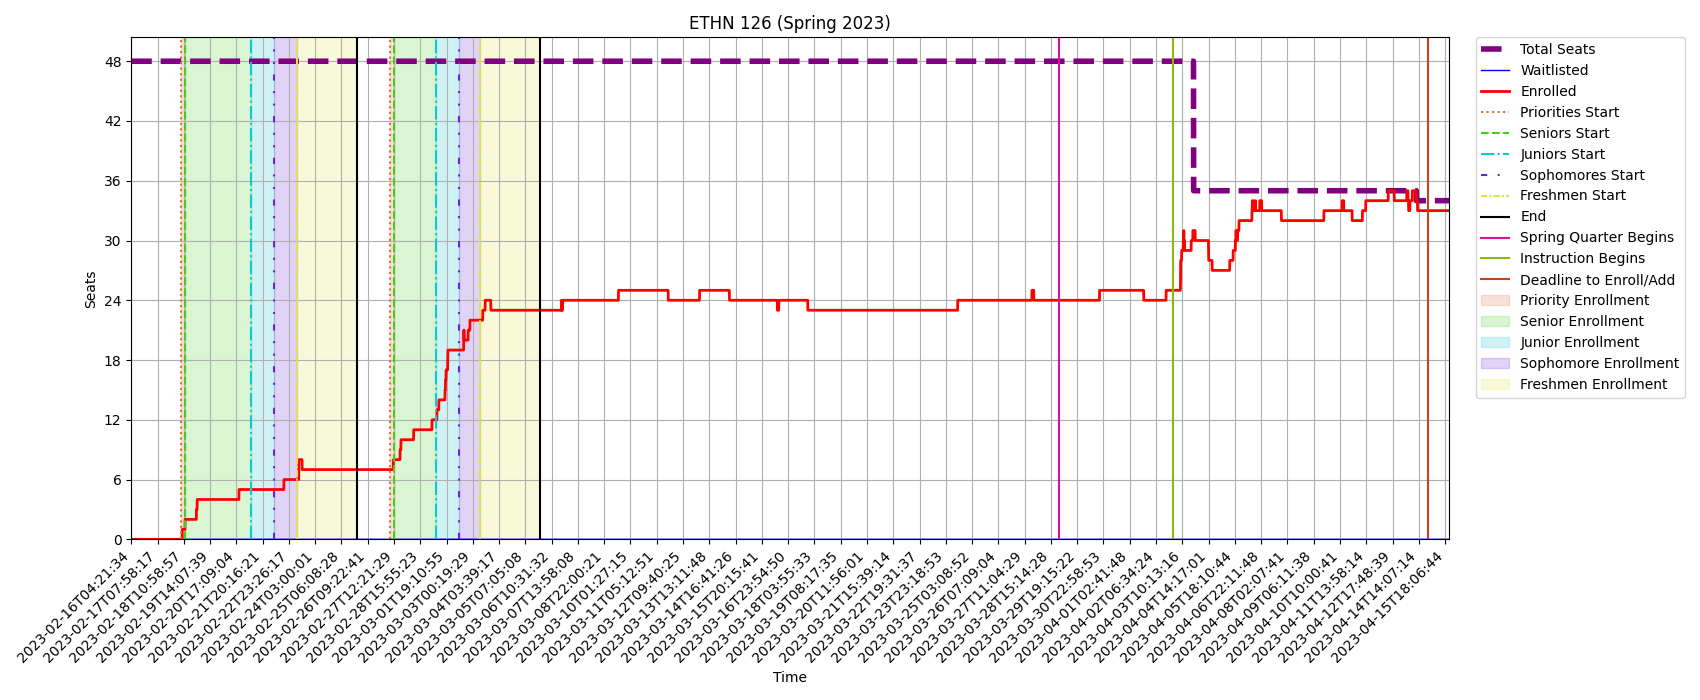 ETHN 126 (Spring 2023)
48
42
36
30
24
18
12
6
0
Seats
2023-02-16T04:21:34
2023-02-17T07:58:17
2023-02-18T10:58:57
2023-02-19T14:07:39
2023-02-20T17:09:04
2023-02-21T20:16:21
2023-02-22T23:26:17
2023-02-24T03:00:01
2023-02-25T06:08:28
2023-02-26T09:22:41
2023-02-27T12:21:29
2023-02-28T15:55:23
2023-03-01T19:10:55
2023-03-03T00:19:29
2023-03-04T03:39:17
2023-03-05T07:05:08
2023-03-06T10:31:32
2023-03-07T13:58:08
2023-03-08T22:00:21
2023-03-10T01:27:15
2023-03-11T05:12:51
2023-03-12T09:40:25
2023-03-13T13:11:48
2023-03-14T16:41:26
2023-03-15T20:15:41
2023-03-16T23:54:50
2023-03-18T03:55:33
2023-03-19T08:17:35
2023-03-20T11:56:01
2023-03-21T15:39:14
2023-03-22T19:31:37
2023-03-23T23:18:53
2023-03-25T03:08:52
2023-03-26T07:09:04
2023-03-27T11:04:29
2023-03-28T15:14:28
2023-03-29T19:15:22
2023-03-30T22:58:53
2023-04-01T02:41:48
2023-04-02T06:34:24
2023-04-03T10:13:16
2023-04-04T14:17:01
2023-04-05T18:10:44
2023-04-06T22:11:48
2023-04-08T02:07:41
2023-04-09T06:11:38
2023-04-10T10:00:41
2023-04-11T13:58:14
2023-04-12T17:48:39
2023-04-14T14:07:14
2023-04-15T18:06:44
Time
Total Seats
Waitlisted
Enrolled
Priorities Start
Seniors Start
Juniors Start
Sophomores Start
Freshmen Start
End
Spring Quarter Begins
Instruction Begins
Deadline to Enroll/Add
Priority Enrollment
Senior Enrollment
Junior Enrollment
Sophomore Enrollment
Freshmen Enrollment